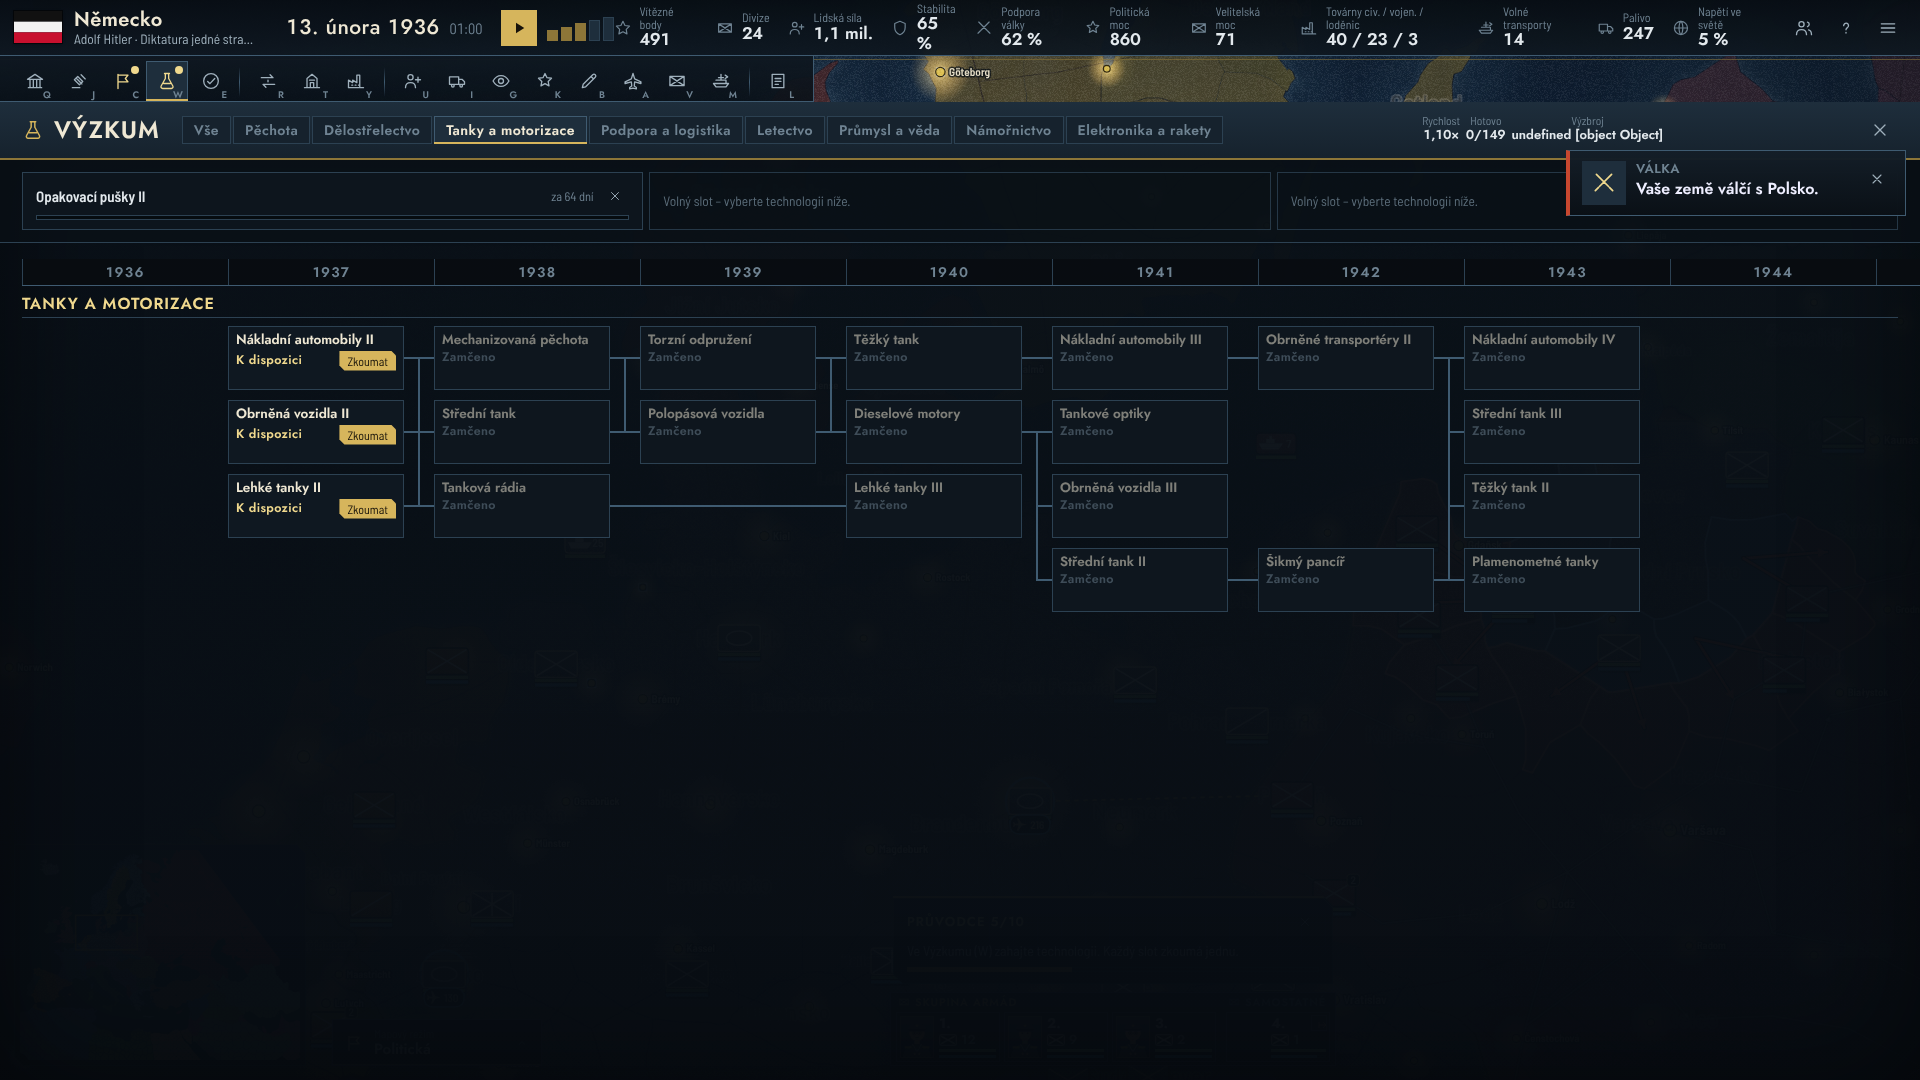 Německo
Adolf Hitler · Diktatura jedné stra...
13. února 1936 01:00
Vítězné body 491
Divize 24
Lidská síla 1,1 mil.
Stabilita 65 %
Podpora války 62 %
Politická moc 860
Velitelská moc 71
Továrny civ. / vojen. / loděnic 40 / 23 / 3
Volné transporty 14
Palivo 247
Napětí ve světě 5 %
?
Q J C W E R T Y U I G K B A V M L
Göteborg
VÝZKUM
Vše Pěchota Dělostřelectvo Tanky a motorizace Podpora a logistika Letectvo Průmysl a věda Námořnictvo Elektronika a rakety
Rychlost Hotovo Výzbroj
1,10× 0/149 undefined [object Object]
VÁLKA
Vaše země válčí s Polsko.
Opakovací pušky II za 64 dní
Volný slot – vyberte technologii níže.
Volný slot – vyberte technologii níže.
1936 1937 1938 1939 1940 1941 1942 1943 1944
TANKY A MOTORIZACE
Nákladní automobily II
K dispozici Zkoumat
Mechanizovaná pěchota
Zamčeno
Torzní odpružení
Zamčeno
Těžký tank
Zamčeno
Nákladní automobily III
Zamčeno
Obrněné transportéry II
Zamčeno
Nákladní automobily IV
Zamčeno
Obrněná vozidla II
K dispozici Zkoumat
Střední tank
Zamčeno
Polopásová vozidla
Zamčeno
Dieselové motory
Zamčeno
Tankové optiky
Zamčeno
Střední tank III
Zamčeno
Lehké tanky II
K dispozici Zkoumat
Tanková rádia
Zamčeno
Lehké tanky III
Zamčeno
Obrněná vozidla III
Zamčeno
Těžký tank II
Zamčeno
Střední tank II
Zamčeno
Šikmý pancíř
Zamčeno
Plamenometné tanky
Zamčeno